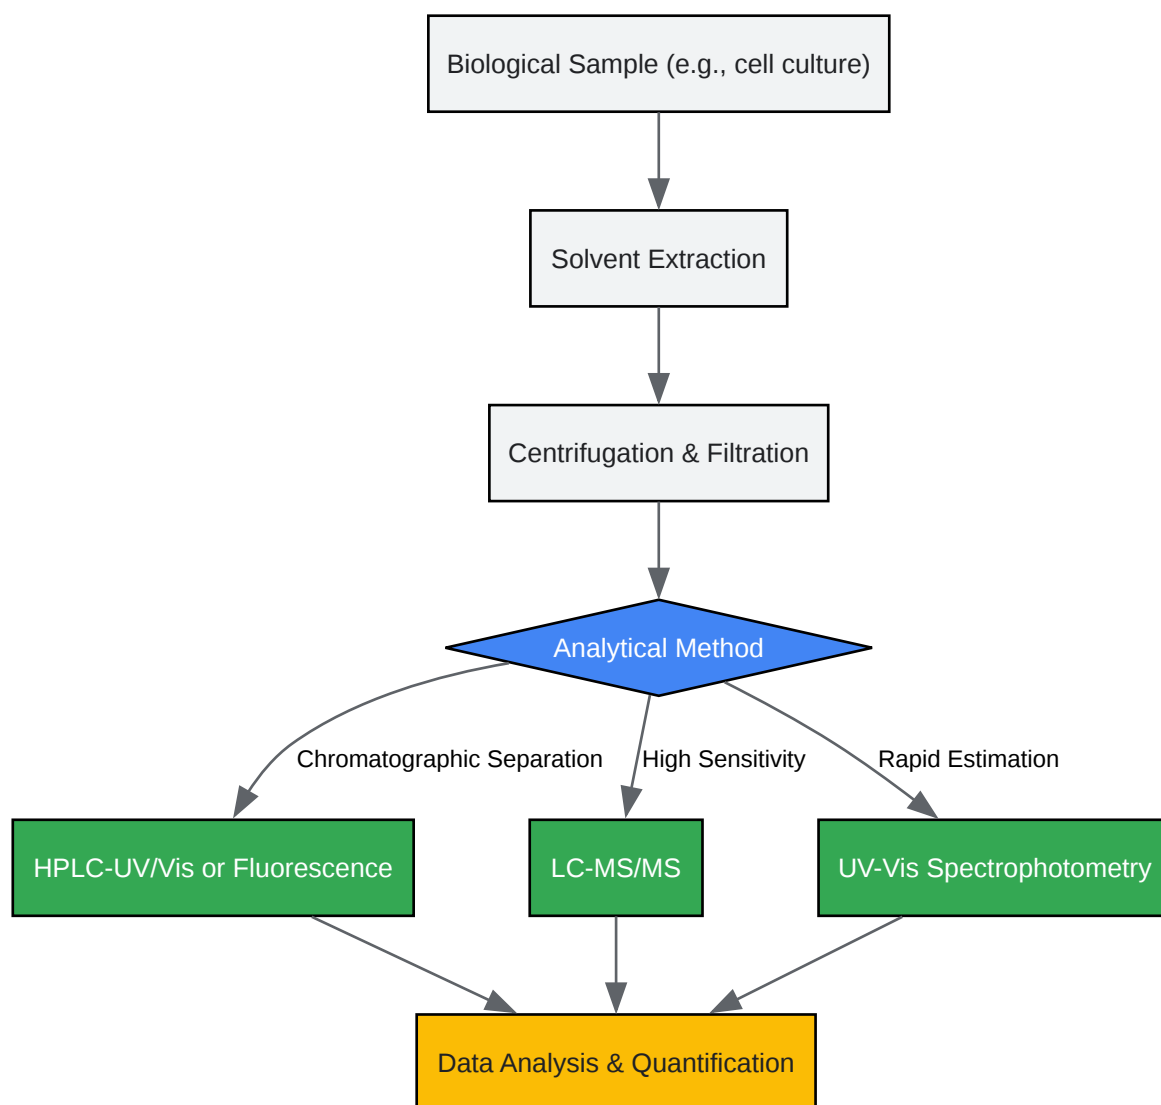 Biological Sample (e.g., cell culture)
Solvent Extraction
Centrifugation & Filtration
Analytical Method
Chromatographic Separation
High Sensitivity
Rapid Estimation
HPLC-UV/Vis or Fluorescence
LC-MS/MS
UV-Vis Spectrophotometry
Data Analysis & Quantification